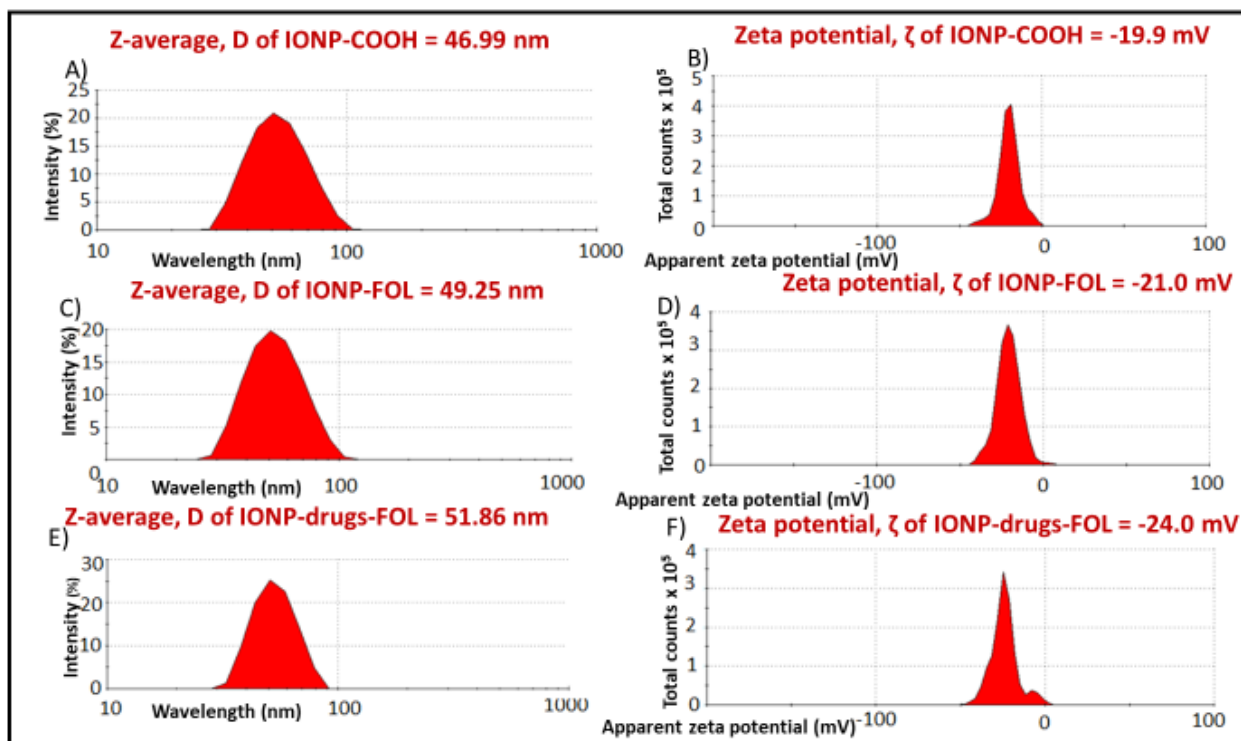 Z-average, D of IONP-COOH = 46.99 nm
A)
Intensity (%)
25
20
15
10
5
0
10
100
1000
Wavelength (nm)
Zeta potential, ζ of IONP-COOH = -19.9 mV
B)
Total counts x 10⁵
5
4
3
2
1
0
-100
0
100
Apparent zeta potential (mV)
Z-average, D of IONP-FOL = 49.25 nm
C)
Intensity (%)
20
15
10
5
0
10
100
1000
Wavelength (nm)
Zeta potential, ζ of IONP-FOL = -21.0 mV
D)
Total counts x 10⁵
4
3
2
1
0
-100
0
100
Apparent zeta potential (mV)
Z-average, D of IONP-drugs-FOL = 51.86 nm
E)
Intensity (%)
30
20
10
0
10
100
1000
Wavelength (nm)
Zeta potential, ζ of IONP-drugs-FOL = -24.0 mV
F)
Total counts x 10⁵
4
3
2
1
0
-100
0
100
Apparent zeta potential (mV)